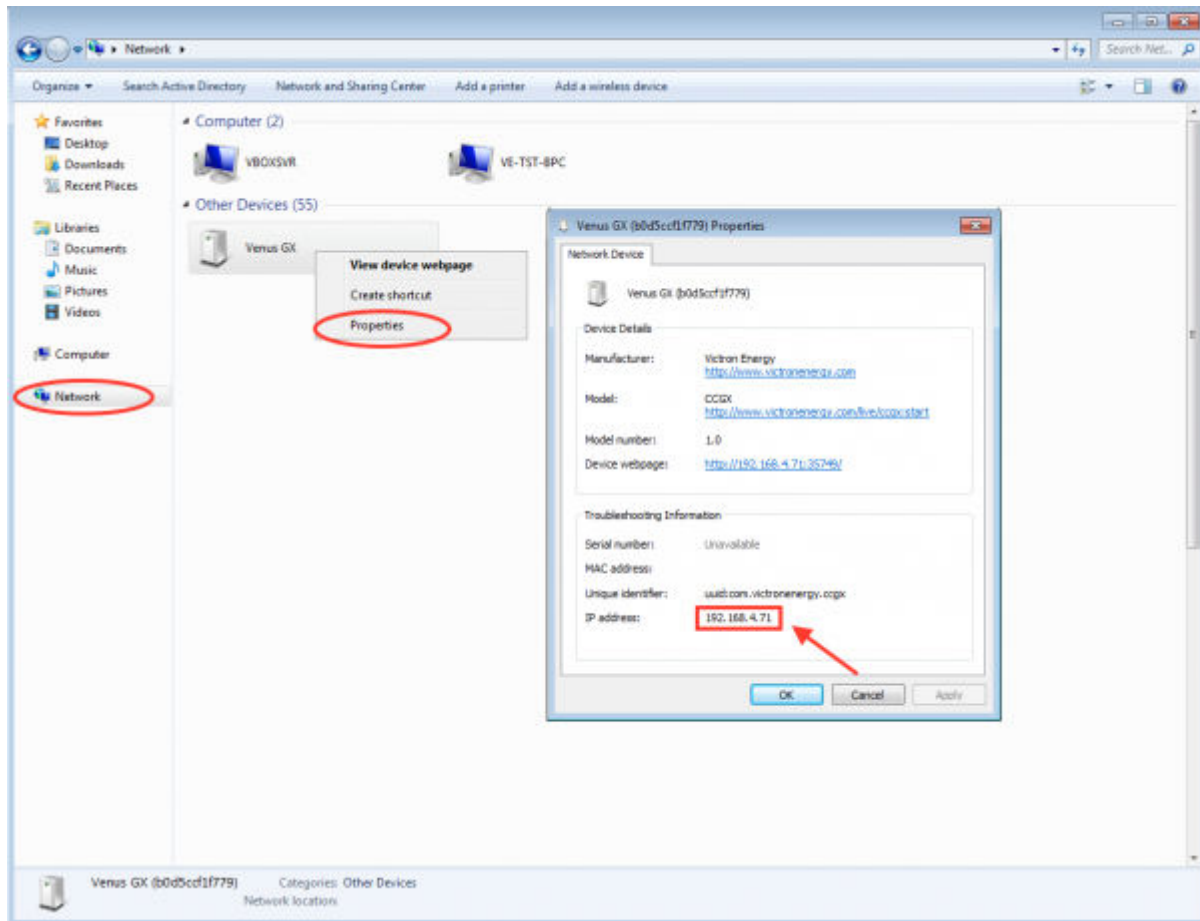 Network
Search Net...
Organize
Search Active Directory
Network and Sharing Center
Add a printer
Add a wireless device
Favorites
Desktop
Downloads
Recent Places
Libraries
Documents
Music
Pictures
Videos
Computer
Network
Computer (2)
VBOXSVR
VE-TST-BPC
Other Devices (55)
Venus GX
View device webpage
Create shortcut
Properties
Venus GX (b0d5ccf1f779) Properties
Network Device
Venus GX (b0d5ccf1f779)
Device Details
Manufacturer: Victron Energy
http://www.victronenergy.com
Model: CCGX
http://www.victronenergy.com/live/ccgx:start
Model number: 1.0
Device webpage: http://192.168.4.71:35749/
Troubleshooting Information
Serial number: Unavailable
MAC address:
Unique identifier: uuid:com.victronenergy.ccgx
IP address: 192.168.4.71
OK
Cancel
Apply
Venus GX (b0d5ccf1f779)
Categories: Other Devices
Network location: